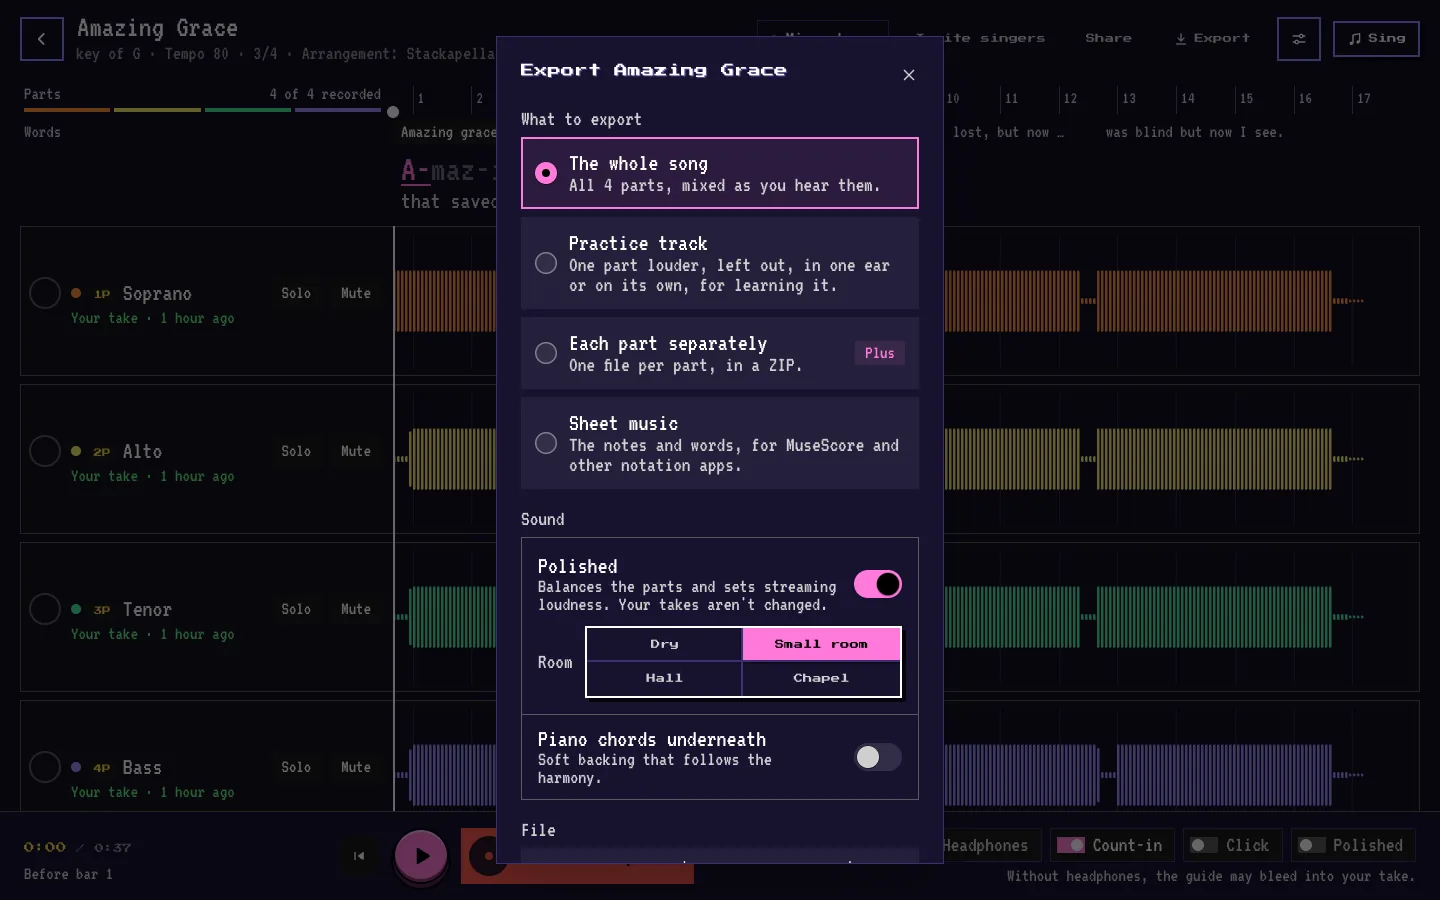 Amazing Grace
key of G · Tempo 80 · 3/4 · Arrangement: Stackapella
ite singers
Share
Export
Sing
Parts
4 of 4 recorded
1
2
10
11
12
13
14
15
16
17
Words
Amazing grace
lost, but now …
was blind but now I see.
A-maz-
that saved
1P Soprano
Solo
Mute
Your take · 1 hour ago
2P Alto
Solo
Mute
Your take · 1 hour ago
3P Tenor
Solo
Mute
Your take · 1 hour ago
4P Bass
Solo
Mute
Your take · 1 hour ago
Export Amazing Grace
What to export
The whole song
All 4 parts, mixed as you hear them.
Practice track
One part louder, left out, in one ear
or on its own, for learning it.
Each part separately
One file per part, in a ZIP.
Plus
Sheet music
The notes and words, for MuseScore and
other notation apps.
Sound
Polished
Balances the parts and sets streaming
loudness. Your takes aren't changed.
Room
Dry
Small room
Hall
Chapel
Piano chords underneath
Soft backing that follows the
harmony.
File
0:00 / 0:37
Before bar 1
Headphones
Count-in
Click
Polished
Without headphones, the guide may bleed into your take.